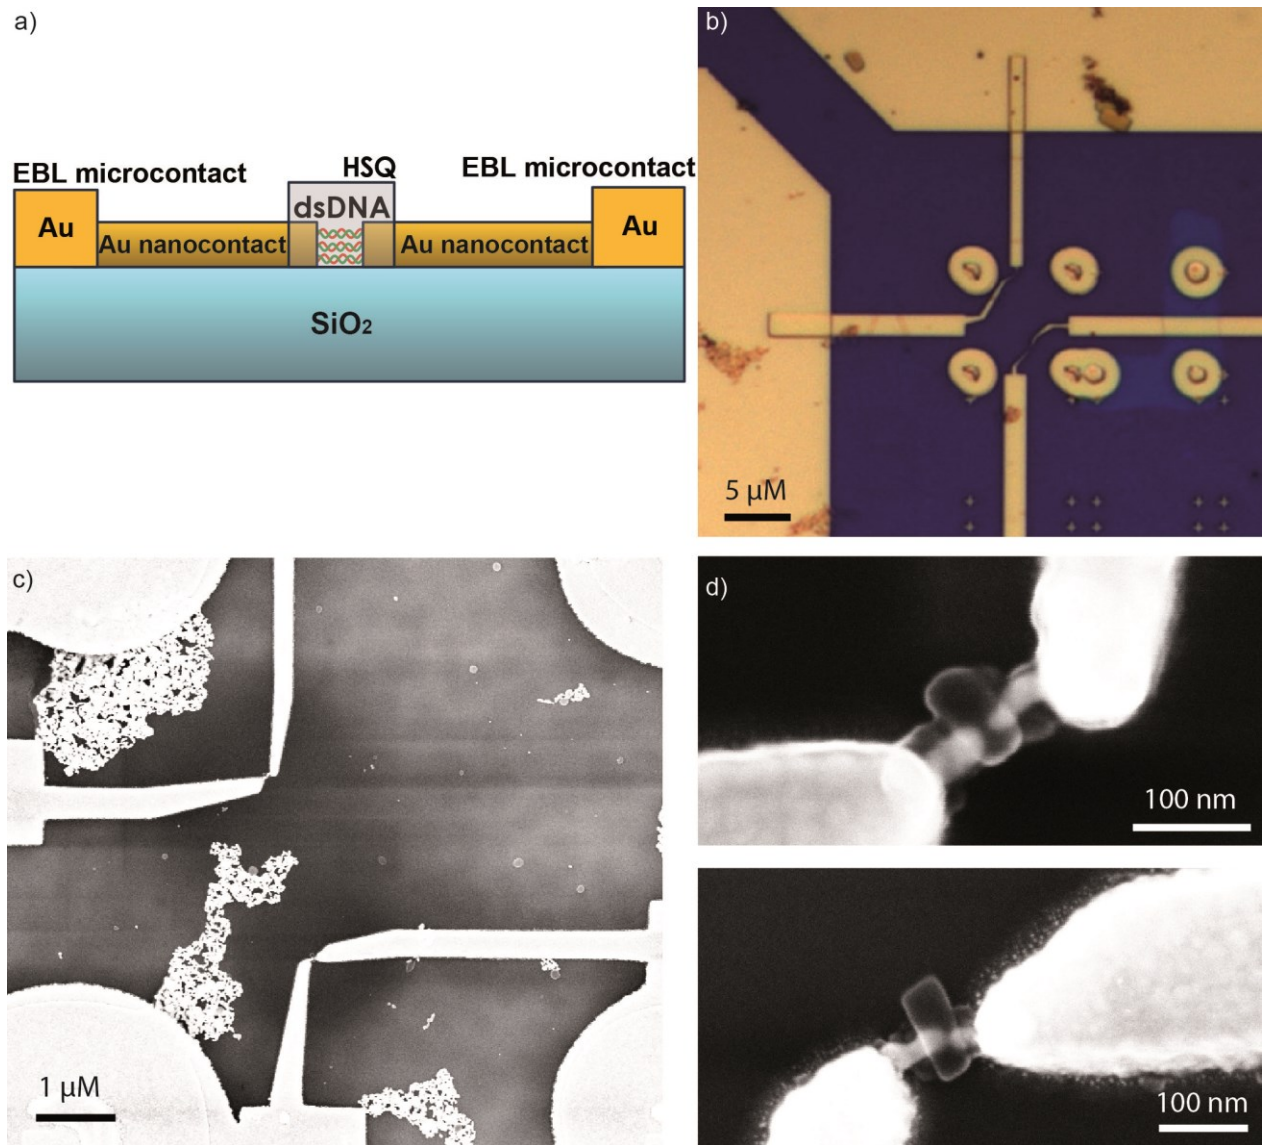 a)
EBL microcontact
HSQ
EBL microcontact
dsDNA
Au
Au nanocontact
Au nanocontact
Au
SiO₂
b)
5 µM
c)
1 µM
d)
100 nm
100 nm